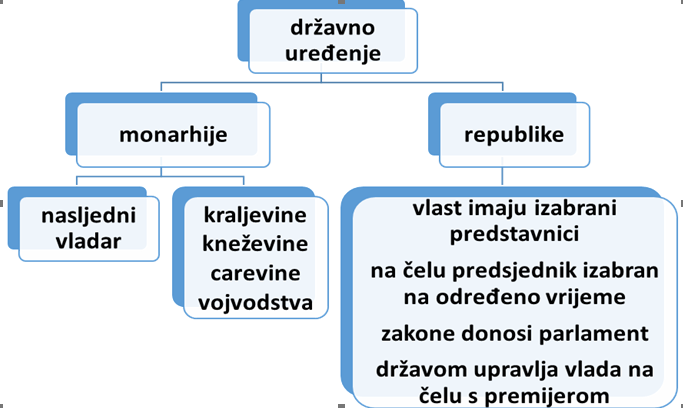 državno
uređenje
monarhije
republike
nasljedni
vladar
kraljevine
kneževine
carevine
vojvodstva
vlast imaju izabrani
predstavnici
na čelu predsjednik izabran
na određeno vrijeme
zakone donosi parlament
državom upravlja vlada na
čelu s premijerom